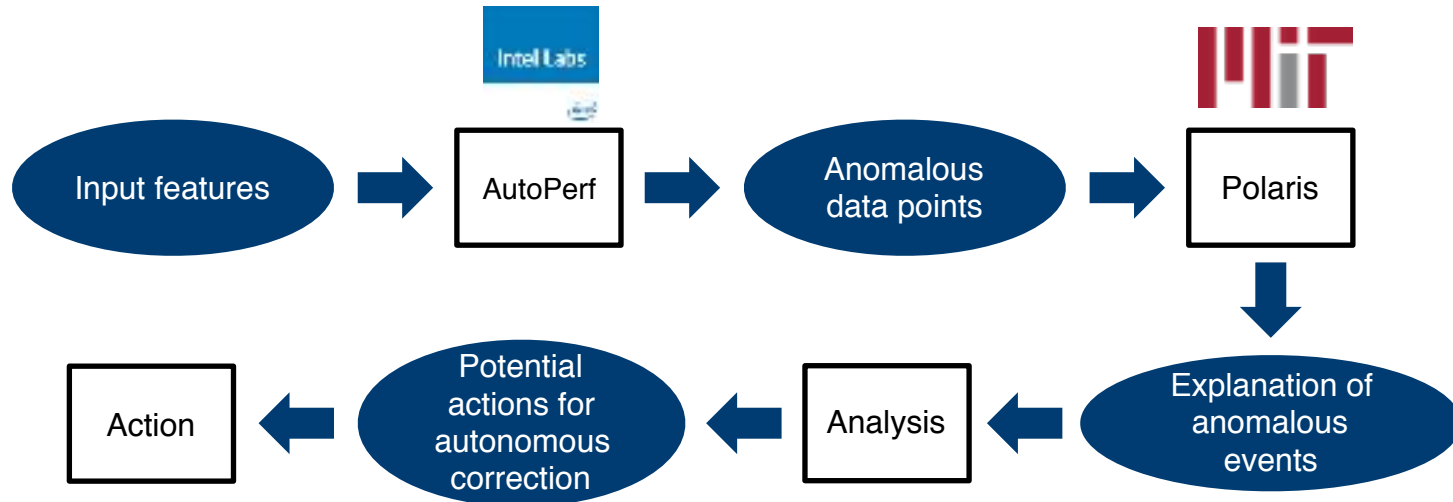 Intel Labs
MIT
Input features
AutoPerf
Anomalous
data points
Polaris
Explanation of
anomalous
events
Analysis
Potential
actions for
autonomous
correction
Action